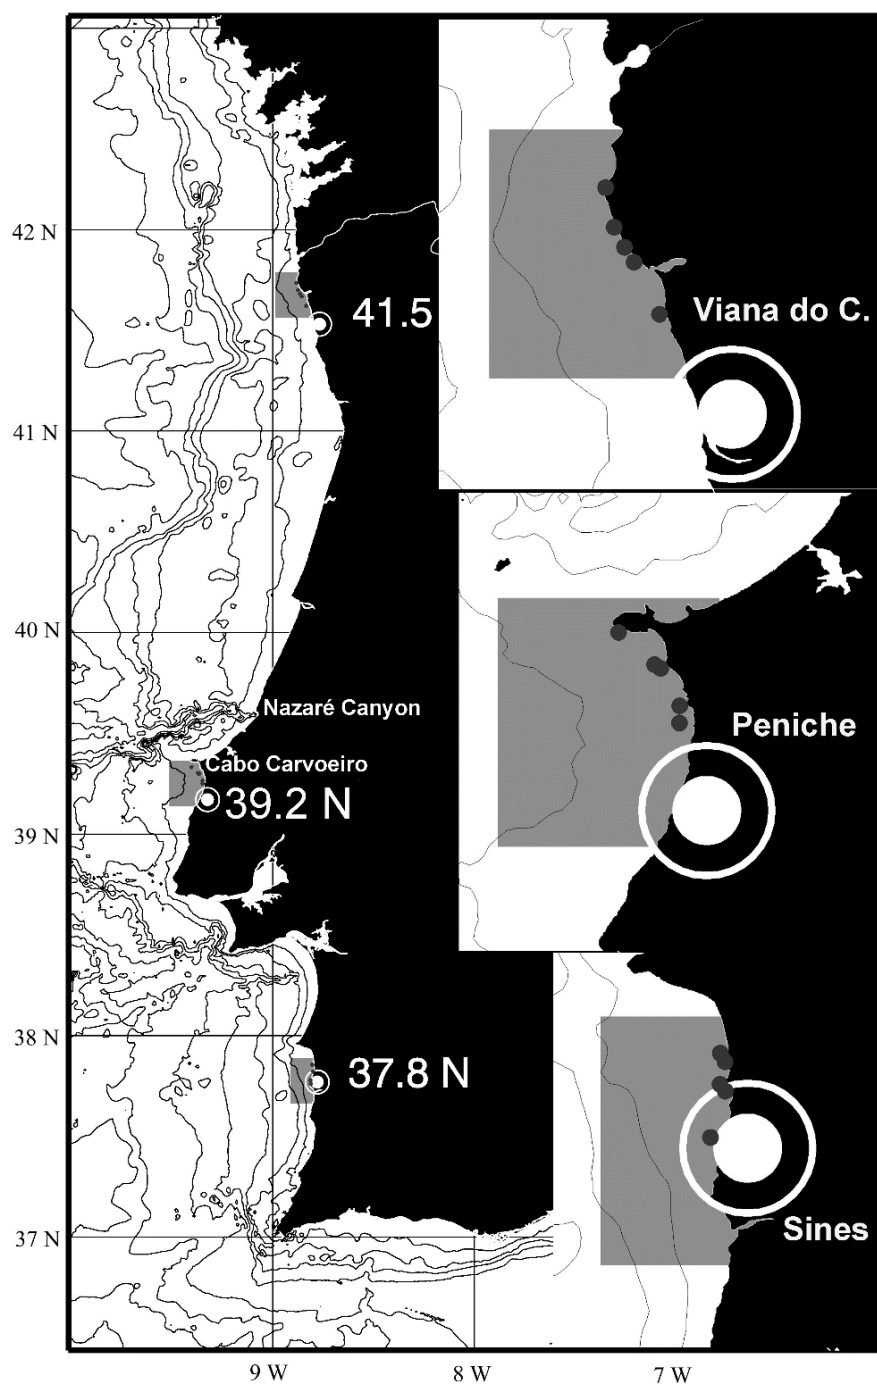 42 N
41.5
Viana do C.
41 N
40 N
Nazaré Canyon
Peniche
Cabo Carvoeiro
39.2 N
39 N
38 N
37.8 N
37 N
Sines
9 W
8 W
7 W